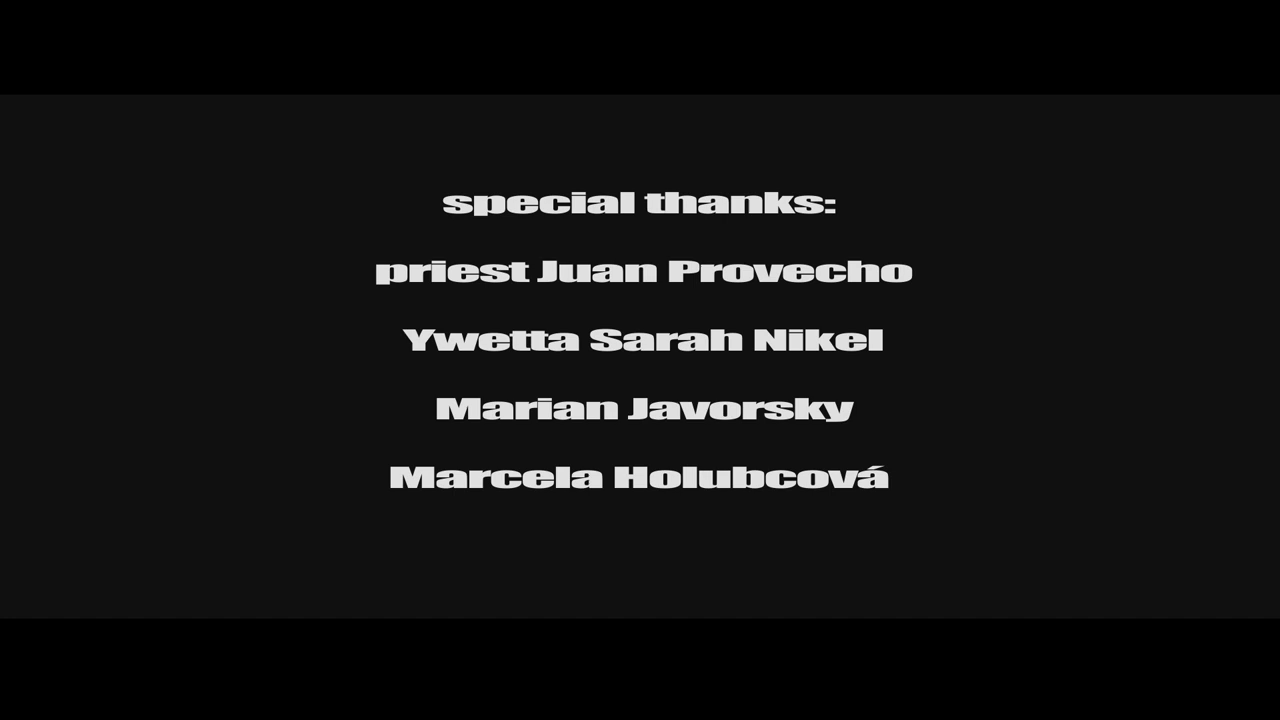 special thanks:
priest Juan Provecho
Ywetta Sarah Nikel
Marian Javorsky
Marcela Holubcová